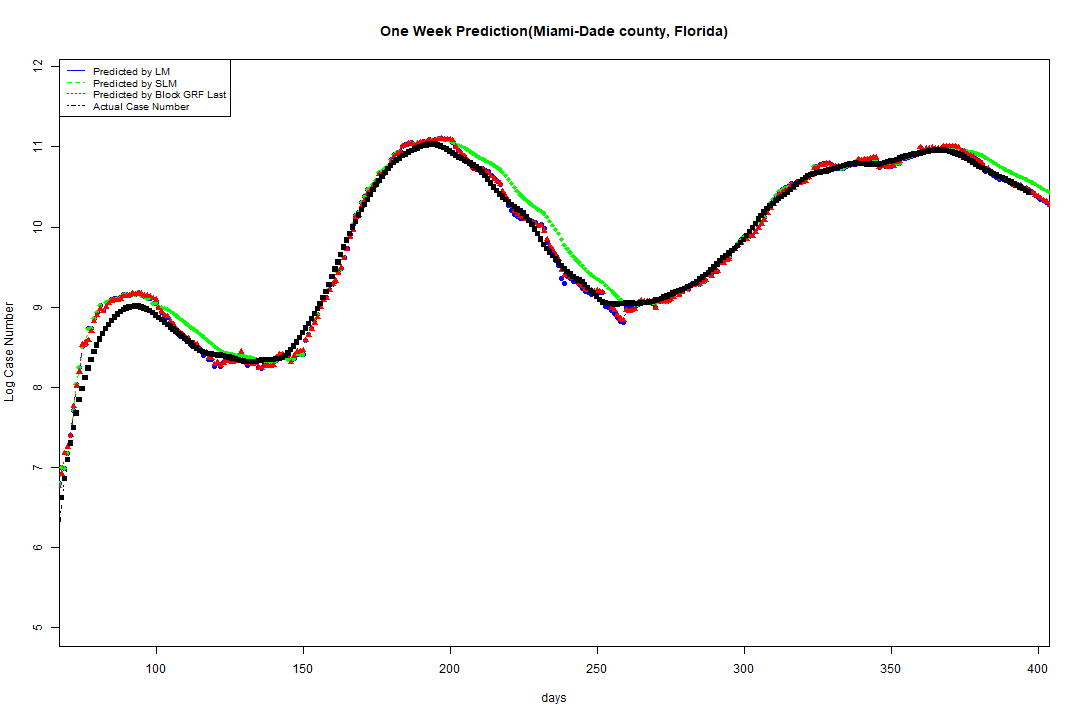 One Week Prediction(Miami-Dade county, Florida)
Predicted by LM
Predicted by SLM
Predicted by Block GRF Last
Actual Case Number
Log Case Number
12
11
10
9
8
7
6
5
100 150 200 250 300 350 400
days